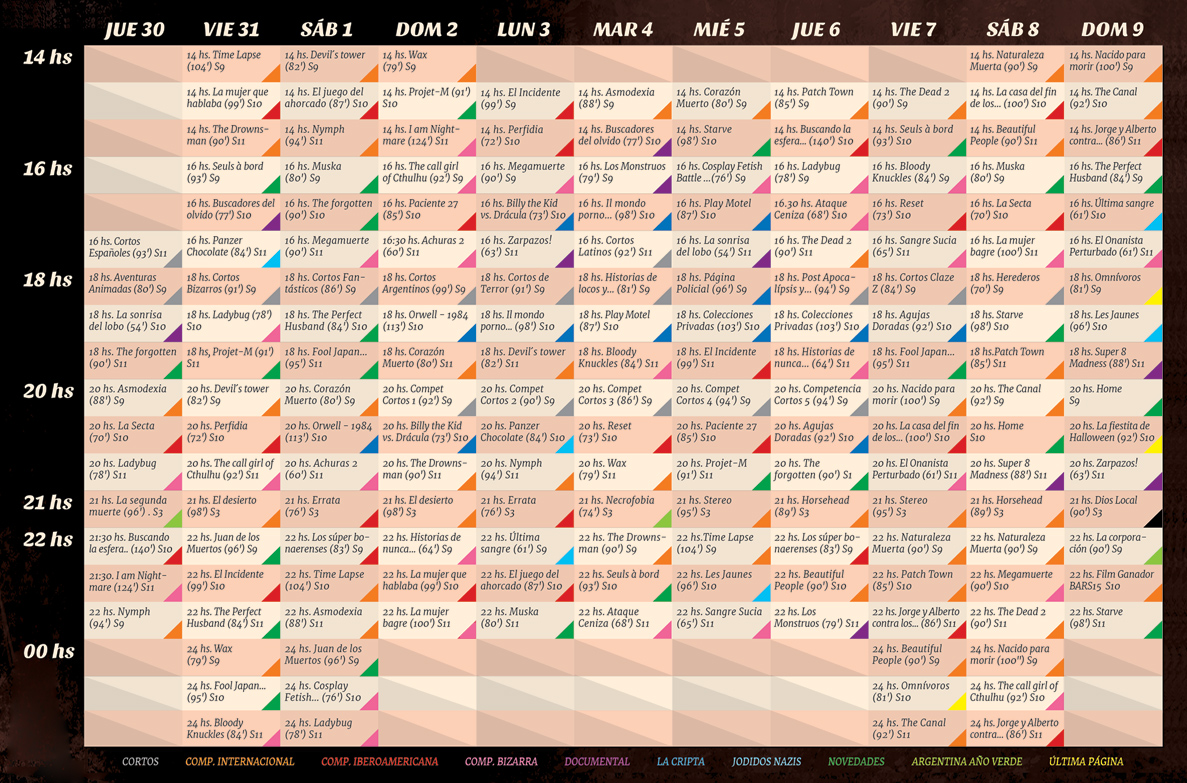 JUE 30
VIE 31
SÁB 1
DOM 2
LUN 3
MAR 4
MIÉ 5
JUE 6
VIE 7
SÁB 8
DOM 9
14 hs
14 hs. Time Lapse
(104') S9
14 hs. Devil's tower
(82') S9
14 hs. Wax
(79') S9
14 hs. Naturaleza
Muerta (90') S9
14 hs. Nacido para
morir (100') S9
14 hs. La mujer que
hablaba (99') S10
14 hs. El juego del
ahorcado (87') S10
14 hs. Projet-M (91')
S10
14 hs. El Incidente
(99') S9
14 hs. Asmodexia
(88') S9
14 hs. Corazón
Muerto (80') S9
14 hs. Patch Town
(85') S9
14 hs. The Dead 2
(90') S9
14 hs. La casa del fin
de los... (100') S10
14 hs. The Canal
(92') S10
14 hs. The Drowns-
man (90') S11
14 hs. Nymph
(94') S11
14 hs. I am Night-
mare (124') S11
14 hs. Perfidia
(72') S10
14 hs. Buscadores
del olvido (77') S10
14 hs. Starve
(98') S10
14 hs. Buscando la
esfera... (140') S10
14 hs. Seuls à bord
(93') S10
14 hs. Beautiful
People (90') S11
14 hs. Jorge y Alberto
contra... (86') S11
16 hs
16 hs. Seuls à bord
(93') S9
16 hs. Muska
(80') S9
16 hs. The call girl
of Cthulhu (92') S9
16 hs. Megamuerte
(90') S9
16 hs. Los Monstruos
(79') S9
16 hs. Cosplay Fetish
Battle ...(76') S9
16 hs. Ladybug
(78') S9
16 hs. Bloody
Knuckles (84') S9
16 hs. Muska
(80') S9
16 hs. The Perfect
Husband (84') S9
16 hs. Buscadores del
olvido (77') S10
16 hs. The forgotten
(90') S10
16 hs. Paciente 27
(85') S10
16 hs. Billy the Kid
vs. Drácula (73') S10
16 hs. Il mondo
porno... (98') S10
16 hs. Play Motel
(87') S10
16.30 hs. Ataque
Ceniza (68') S10
16 hs. Reset
(73') S10
16 hs. La Secta
(70') S10
16 hs. Última sangre
(61') S10
16 hs. Cortos
Españoles (93') S11
16 hs. Panzer
Chocolate (84') S11
16 hs. Megamuerte
(90') S11
16:30 hs. Achuras 2
(60') S11
16 hs. Zarpazos!
(63') S11
16 hs. Cortos
Latinos (92') S11
16 hs. La sonrisa
del lobo (54') S11
16 hs. The Dead 2
(90') S11
16 hs. Sangre Sucia
(65') S11
16 hs. La mujer
bagre (100') S11
16 hs. El Onanista
Perturbado (61') S11
18 hs
18 hs. Aventuras
Animadas (80') S9
18 hs. Cortos
Bizarros (91') S9
18 hs. Cortos Fan-
tásticos (86') S9
18 hs. Cortos
Argentinos (99') S9
18 hs. Cortos de
Terror (91') S9
18 hs. Historias de
locos y... (81') S9
18 hs. Página
Policial (96') S9
18 hs. Post Apoca-
lípsis y... (94') S9
18 hs. Cortos Claze
Z (84') S9
18 hs. Herederos
(70') S9
18 hs. Omnívoros
(81') S9
18 hs. La sonrisa
del lobo (54') S10
18 hs. Ladybug (78')
S10
18 hs. The Perfect
Husband (84') S10
18 hs. Orwell - 1984
(113') S10
18 hs. Il mondo
porno... (98') S10
18 hs. Play Motel
(87') S10
18 hs. Colecciones
Privadas (103') S10
18 hs. Colecciones
Privadas (103') S10
18 hs. Agujas
Doradas (92') S10
18 hs. Starve
(98') S10
18 hs. Les Jaunes
(96') S10
18 hs. The forgotten
(90') S11
18 hs, Projet-M (91')
S11
18 hs. Fool Japan...
(95') S11
18 hs. Corazón
Muerto (80') S11
18 hs. Devil's tower
(82') S11
18 hs. Bloody
Knuckles (84') S11
18 hs. El Incidente
(99') S11
18 hs. Historias de
nunca... (64') S11
18 hs. Fool Japan...
(95') S11
18 hs.Patch Town
(85') S11
18 hs. Super 8
Madness (88') S11
20 hs
20 hs. Asmodexia
(88') S9
20 hs. Devil's tower
(82') S9
20 hs. Corazón
Muerto (80') S9
20 hs. Compet
Cortos 1 (92') S9
20 hs. Compet
Cortos 2 (90') S9
20 hs. Compet
Cortos 3 (86') S9
20 hs. Compet
Cortos 4 (94') S9
20 hs. Competencia
Cortos 5 (94') S9
20 hs. Nacido para
morir (100') S9
20 hs. The Canal
(92') S9
20 hs. Home
S9
20 hs. La Secta
(70') S10
20 hs. Perfidia
(72') S10
20 hs. Orwell - 1984
(113') S10
20 hs. Billy the Kid
vs. Drácula (73') S10
20 hs. Panzer
Chocolate (84') S10
20 hs. Reset
(73') S10
20 hs. Paciente 27
(85') S10
20 hs. Agujas
Doradas (92') S10
20 hs. La casa del fin
de los... (100') S10
20 hs. Home
S10
20 hs. La fiestita de
Halloween (92') S10
20 hs. Ladybug
(78') S11
20 hs. The call girl of
Cthulhu (92') S11
20 hs. Achuras 2
(60') S11
20 hs. The Drowns-
man (90') S11
20 hs. Nymph
(94') S11
20 hs. Wax
(79') S11
20 hs. Projet-M
(91') S11
20 hs. The
forgotten (90') S1
20 hs. El Onanista
Perturbado (61') S11
20 hs. Super 8
Madness (88') S11
20 hs. Zarpazos!
(63') S11
21 hs
21 hs. La segunda
muerte (96') . S3
21 hs. El desierto
(98') S3
21 hs. Errata
(76') S3
21 hs. El desierto
(98') S3
21 hs. Errata
(76') S3
21 hs. Necrofobia
(74') S3
21 hs. Stereo
(95') S3
21 hs. Horsehead
(89') S3
21 hs. Stereo
(95') S3
21 hs. Horsehead
(89') S3
21 hs. Dios Local
(90') S3
22 hs
21:30 hs. Buscando
la esfera.. (140') S10
22 hs. Juan de los
Muertos (96') S9
22 hs. Los súper bo-
naerenses (83') S9
22 hs. Historias de
nunca... (64') S9
22 hs. Última
sangre (61') S9
22 hs. The Drowns-
man (90') S9
22 hs.Time Lapse
(104') S9
22 hs. Los súper bo-
naerenses (83') S9
22 hs. Naturaleza
Muerta (90') S9
22 hs. Naturaleza
Muerta (90') S9
22 hs. La corpora-
ción (90') S9
21:30. I am Night-
mare (124') S11
22 hs. El Incidente
(99') S10
22 hs. Time Lapse
(104') S10
22 hs. La mujer que
hablaba (99') S10
22 hs. El juego del
ahorcado (87') S10
22 hs. Seuls à bord
(93') S10
22 hs. Les Jaunes
(96') S10
22 hs. Beautiful
People (90') S10
22 hs. Patch Town
(85') S10
22 hs. Megamuerte
(90') S10
22 hs. Film Ganador
BARS15 S10
22 hs. Nymph
(94') S9
22 hs. The Perfect
Husband (84') S11
22 hs. Asmodexia
(88') S11
22 hs. La mujer
bagre (100') S11
22 hs. Muska
(80') S11
22 hs. Ataque
Ceniza (68') S11
22 hs. Sangre Sucia
(65') S11
22 hs. Los
Monstruos (79') S11
22 hs. Jorge y Alberto
contra los... (86') S11
22 hs. The Dead 2
(90') S11
22 hs. Starve
(98') S11
00 hs
24 hs. Wax
(79') S9
24 hs. Juan de los
Muertos (96') S9
24 hs. Beautiful
People (90') S9
24 hs. Nacido para
morir (100") S9
24 hs. Fool Japan...
(95') S10
24 hs. Cosplay
Fetish... (76') S10
24 hs. Omnívoros
(81') S10
24 hs. The call girl of
Cthulhu (92') S10
24 hs. Bloody
Knuckles (84') S11
24 hs. Ladybug
(78') S11
24 hs. The Canal
(92') S11
24 hs. Jorge y Alberto
contra... (86') S11
CORTOS
COMP. INTERNACIONAL
COMP. IBEROAMERICANA
COMP. BIZARRA
DOCUMENTAL
LA CRIPTA
JODIDOS NAZIS
NOVEDADES
ARGENTINA AÑO VERDE
ÚLTIMA PÁGINA